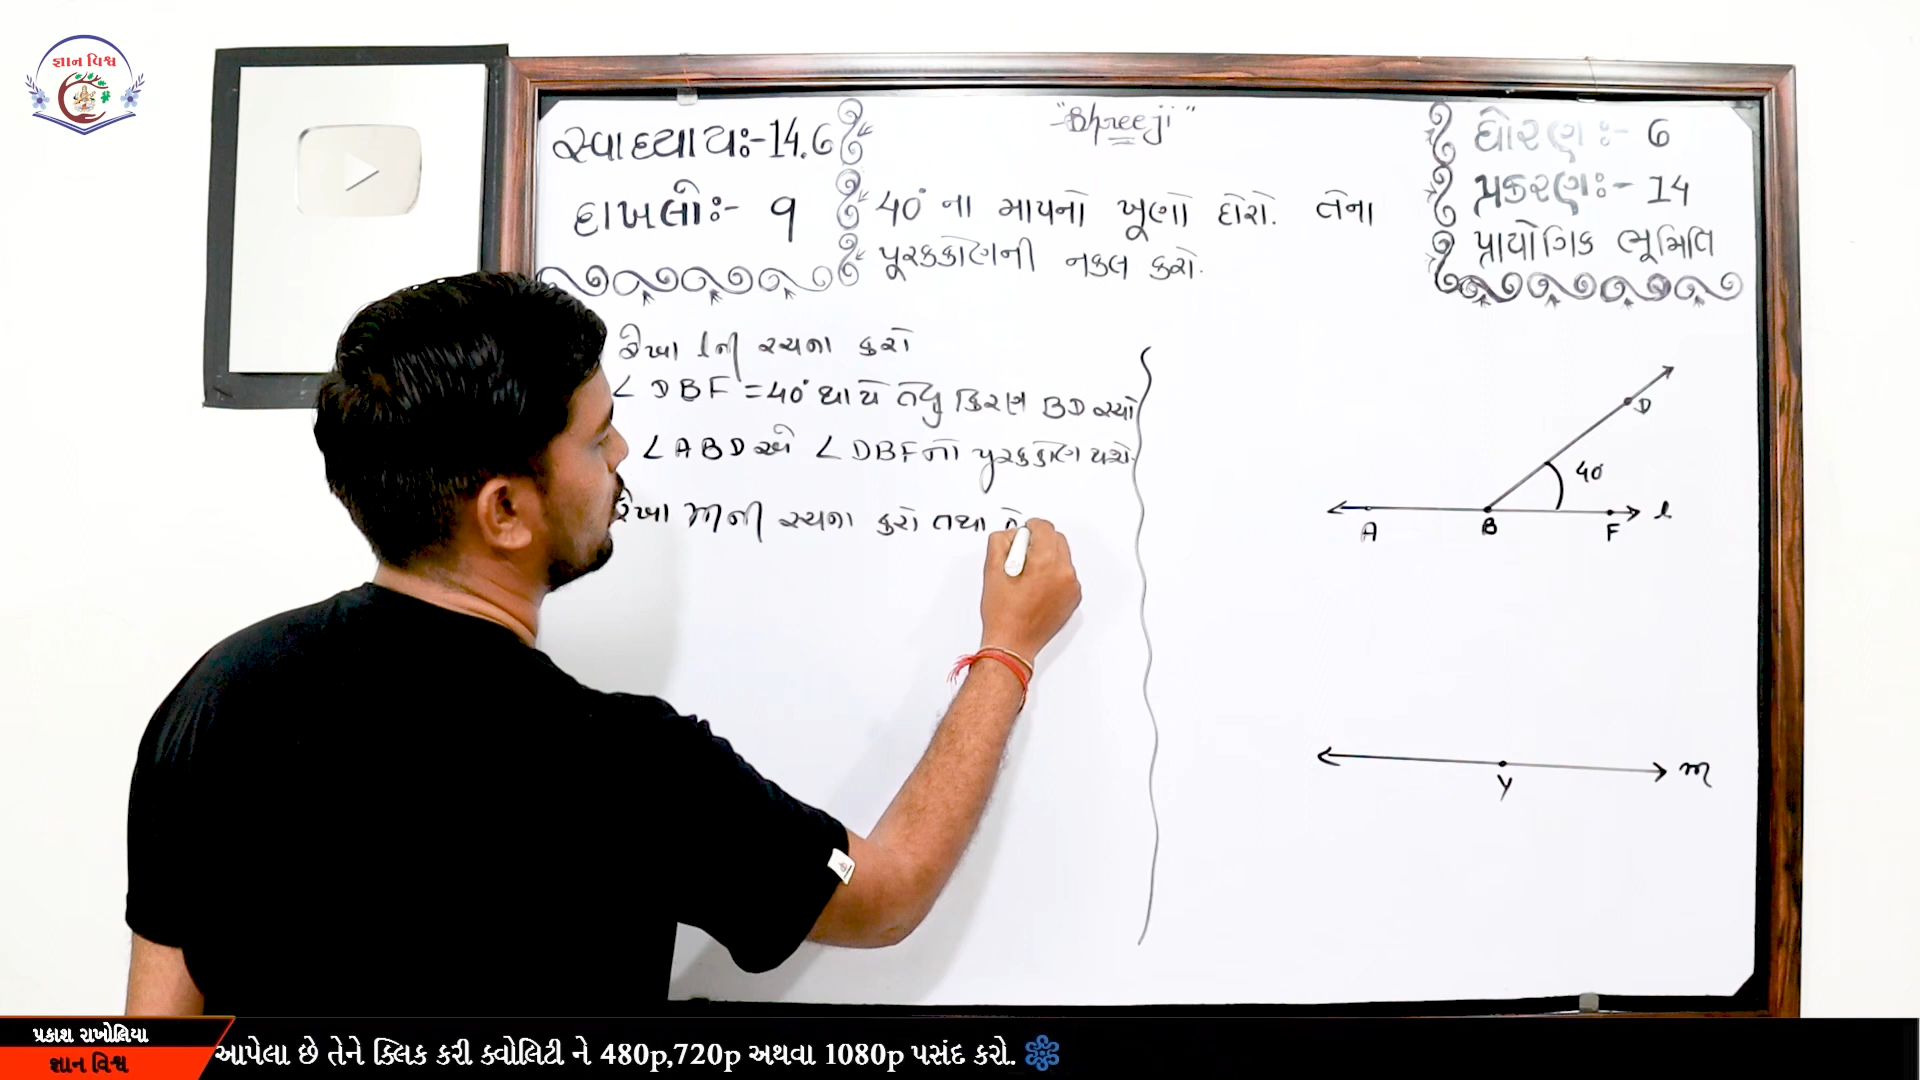 જ્ઞાન વિશ્વ
"Shreeji"
સ્વાધ્યાયઃ-14.6
દાખલોઃ- 9
40° ના માપનો ખૂણો દોરો. તેના
પૂરકકોણની નકલ કરો.
ધોરણઃ- 6
પ્રકરણઃ- 14
પ્રાયોગિક ભૂમિતિ
રેખા l ની રચના કરો
∠DBF = 40° થાય તેવું કિરણ BD રચો
∠ABD એ ∠DBF નો પૂરકકોણ થશે.
રેખા m ની રચના કરો તથા તે
D
40
A B F l
Y m
પ્રકાશ રાખોલિયા
જ્ઞાન વિશ્વ
આપેલા છે તેને ક્લિક કરી ક્વોલિટી ને 480p,720p અથવા 1080p પસંદ કરો.